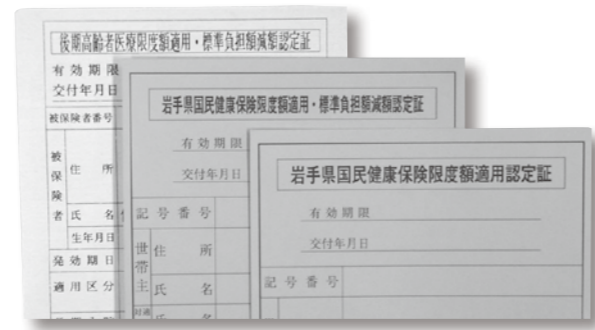 後期高齢者医療限度額適用・標準負担額減額認定証
有効期限
交付年月日
被保険者番号
被保険者
住所
氏名
生年月日
発効期日
適用区分
岩手県国民健康保険限度額適用・標準負担額減額認定証
有効期限
交付年月日
記号番号
世帯主
住所
氏名
岩手県国民健康保険限度額適用認定証
有効期限
交付年月日
記号番号